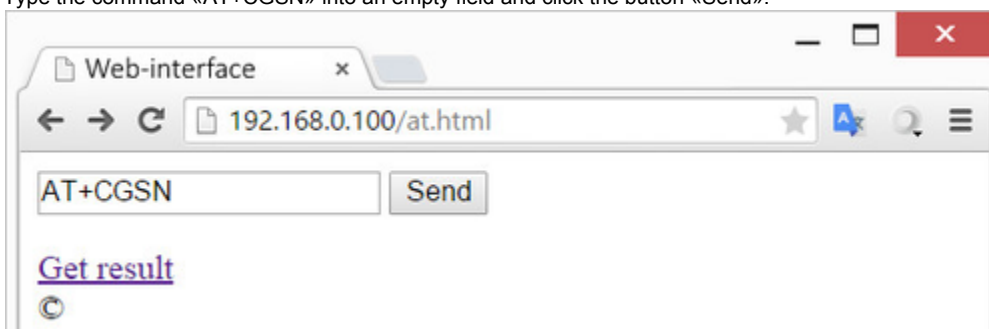 Type the command «AT+CGSN» into an empty field and click the button «Send».
Web-interface
192.168.0.100/at.html
AT+CGSN Send
Get result
©